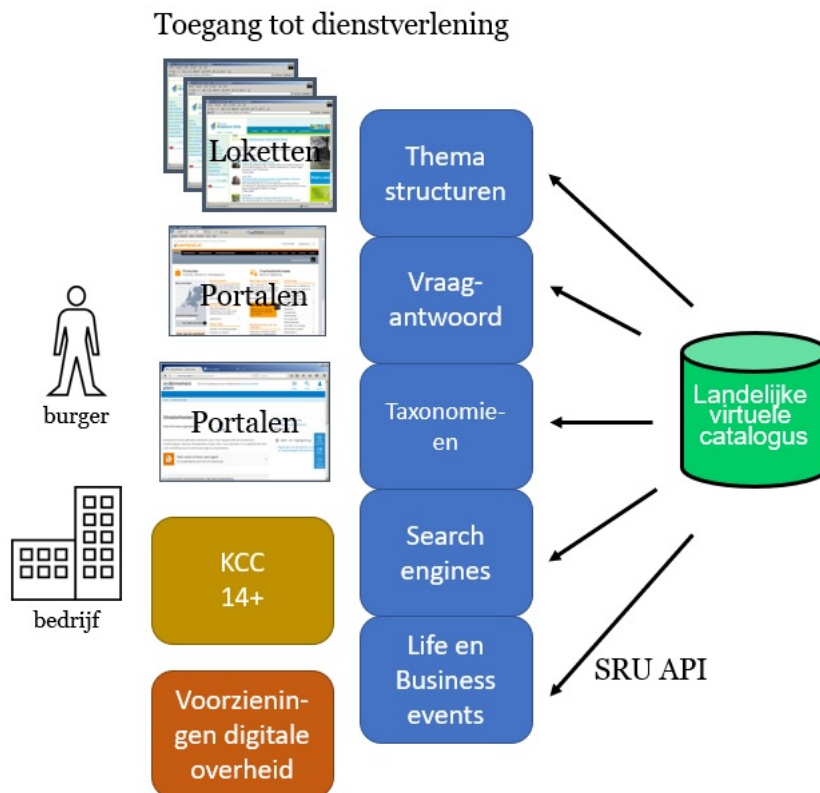 Toegang tot dienstverlening
Loketten
Portalen
Portalen
burger
bedrijf
KCC
14+
Voorzienin-
gen digitale
overheid
Thema
structuren
Vraag-
antwoord
Taxonomie-
en
Search
engines
Life en
Business
events
SRU API
Landelijke
virtuele
catalogus